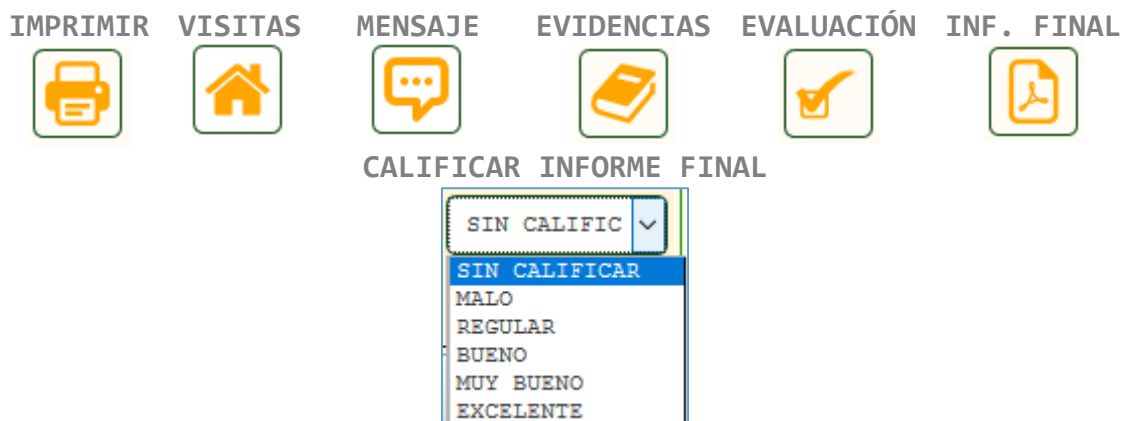 IMPRIMIR VISITAS MENSAJE EVIDENCIAS EVALUACIÓN INF. FINAL
CALIFICAR INFORME FINAL
SIN CALIFIC
SIN CALIFICAR
MALO
REGULAR
BUENO
MUY BUENO
EXCELENTE